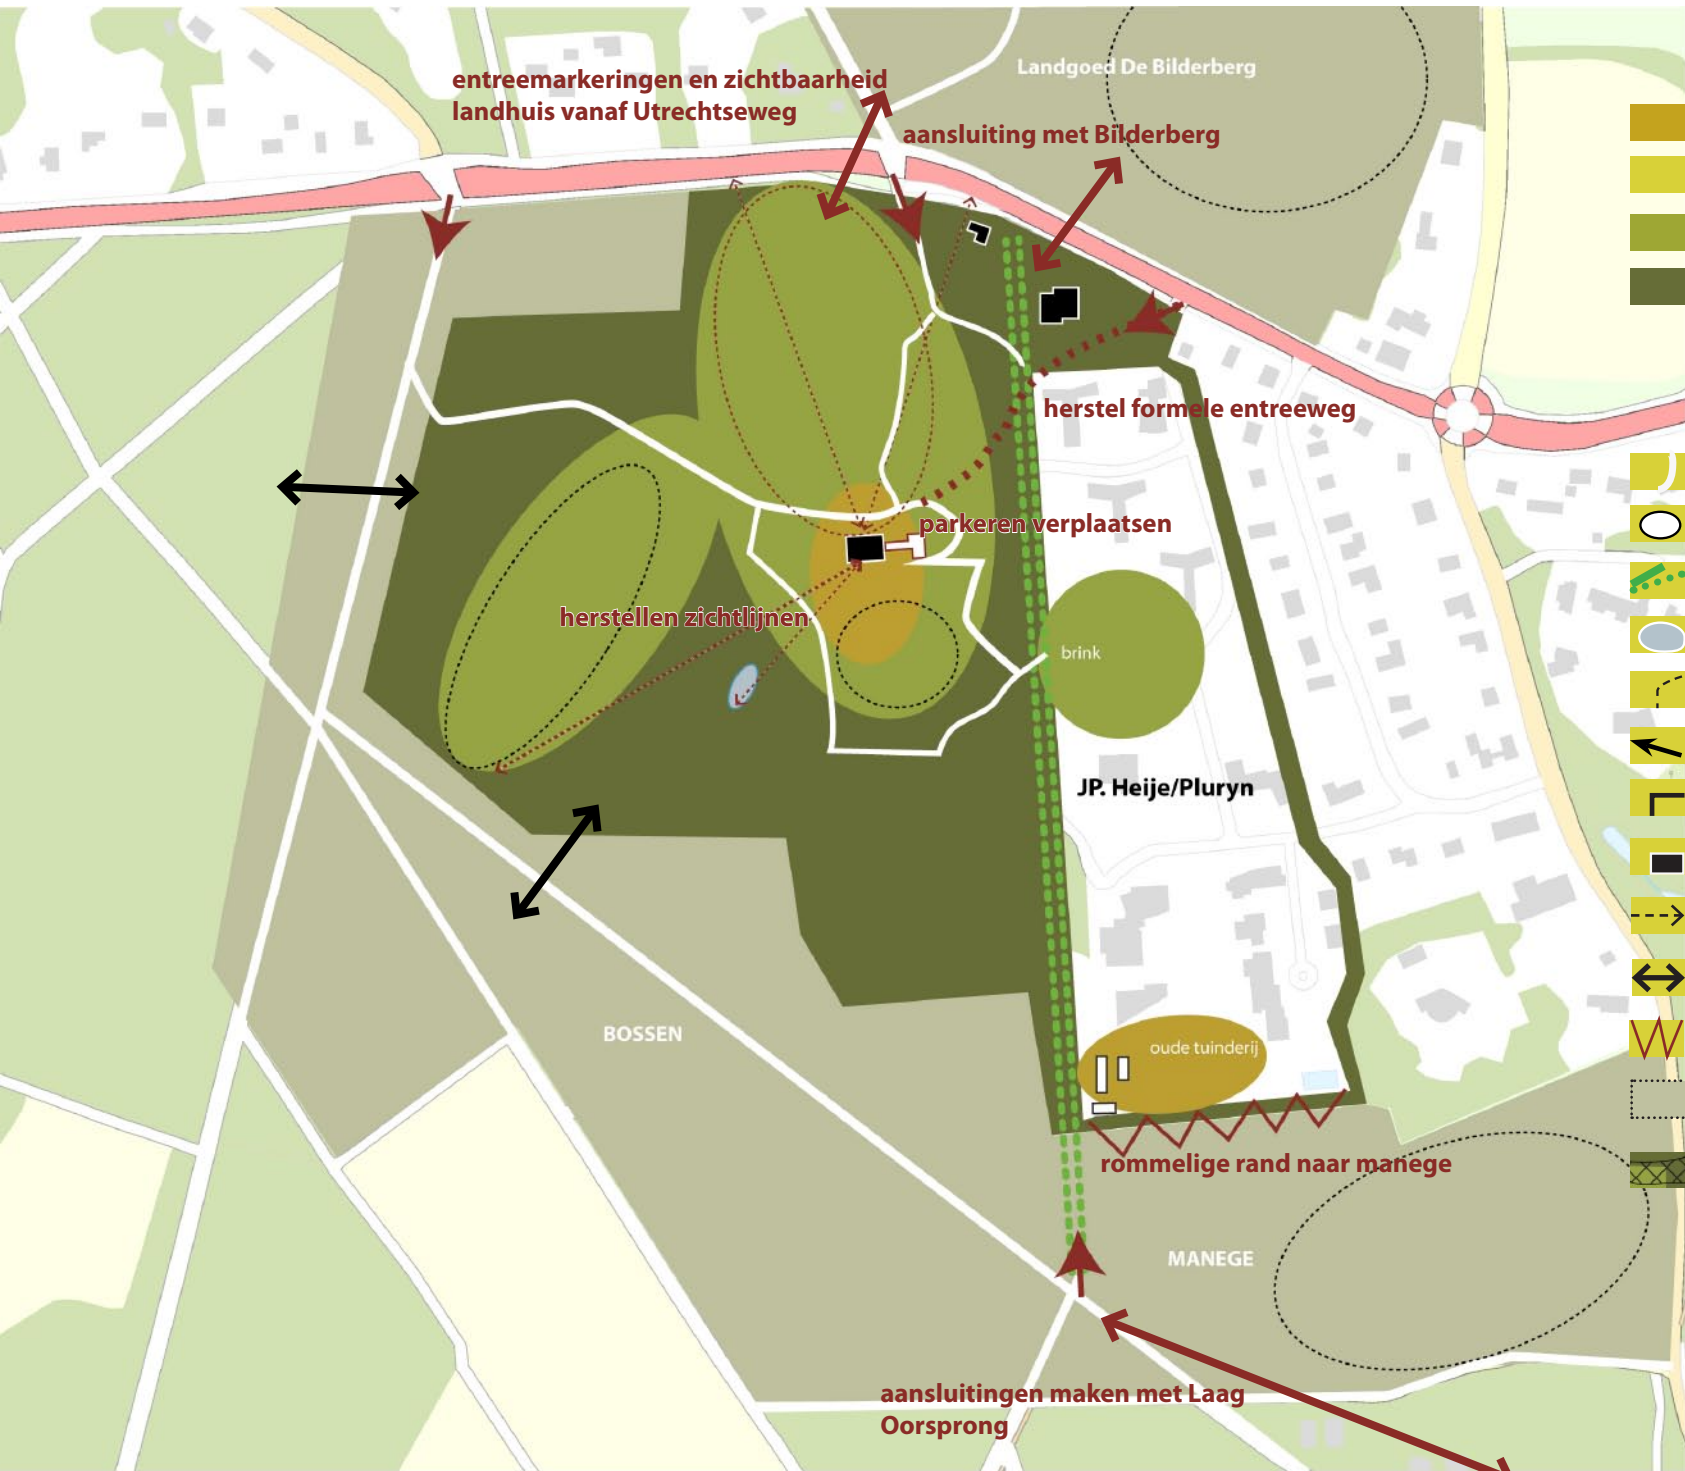 Landgoed De Bilderberg
entreemarkeringen en zichtbaarheid
landhuis vanaf Utrechtseweg
aansluiting met Bilderberg
herstel formele entreeweg
parkeren verplaatsen
herstellen zichtlijnen
brink
JP. Heije/Pluryn
BOSSEN
oude tuinderij
rommelige rand naar manege
MANEGE
aansluitingen maken met Laag
Oorsprong